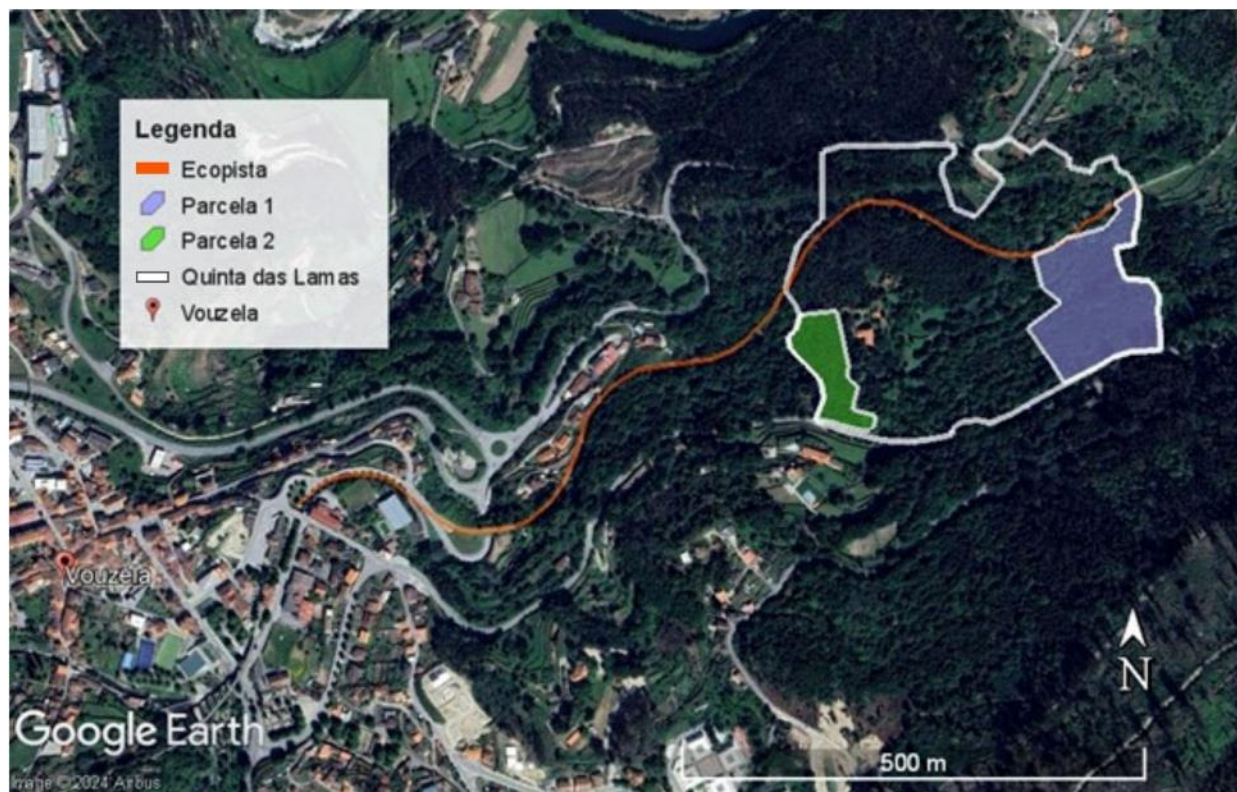 Legenda
Ecopista
Parcela 1
Parcela 2
Quinta das Lamas
Vouzela
Vouzela
N
Google Earth
500 m
Image © 2024 Airbus